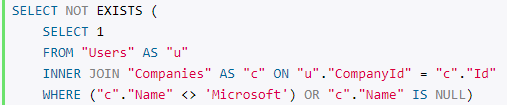 SELECT NOT EXISTS (
SELECT 1
FROM "Users" AS "u"
INNER JOIN "Companies" AS "c" ON "u"."CompanyId" = "c"."Id"
WHERE ("c"."Name" <> 'Microsoft') OR "c"."Name" IS NULL)